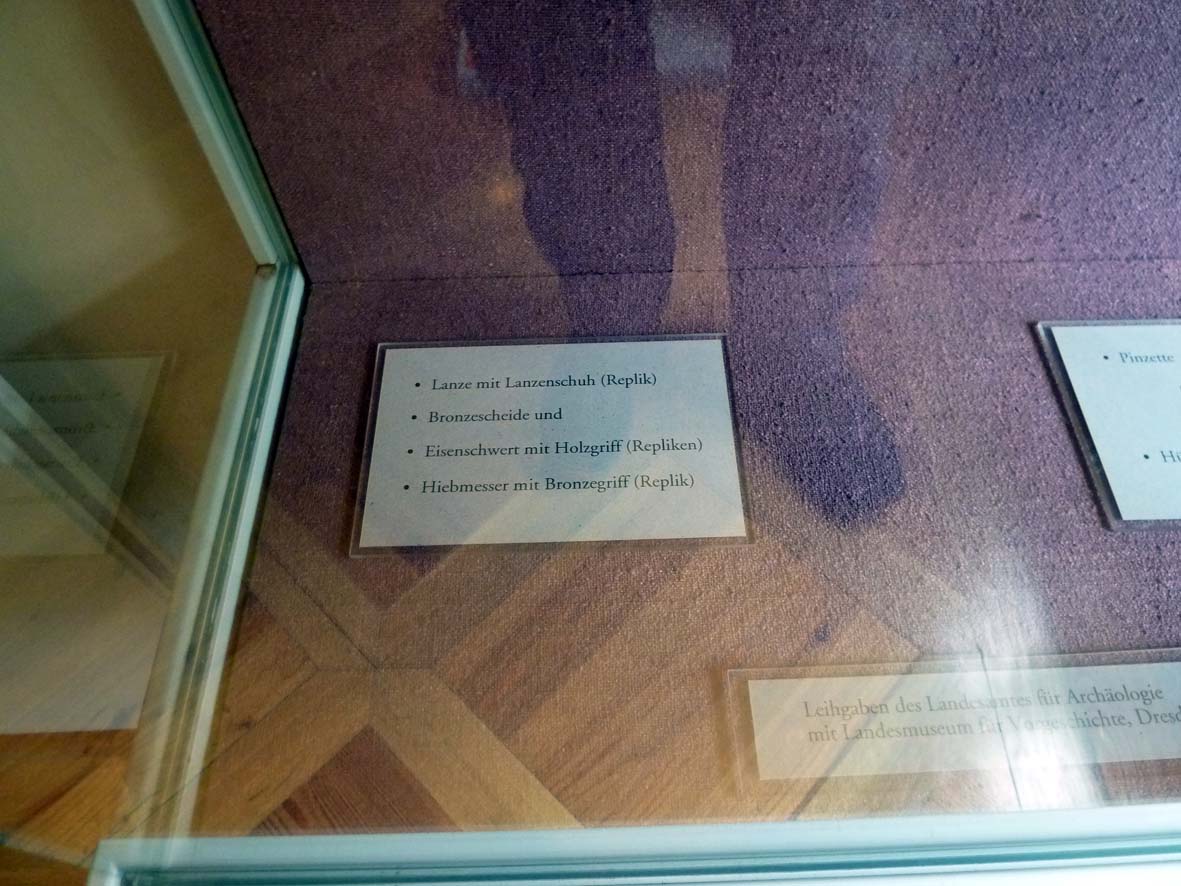 • Lanze mit Lanzenschuh (Replik)
• Bronzescheide und
• Eisenschwert mit Holzgriff (Repliken)
• Hiebmesser mit Bronzegriff (Replik)
• Pinzette
Leihgaben des Landesamtes für Archäologie
mit Landesmuseum für Vorgeschichte,